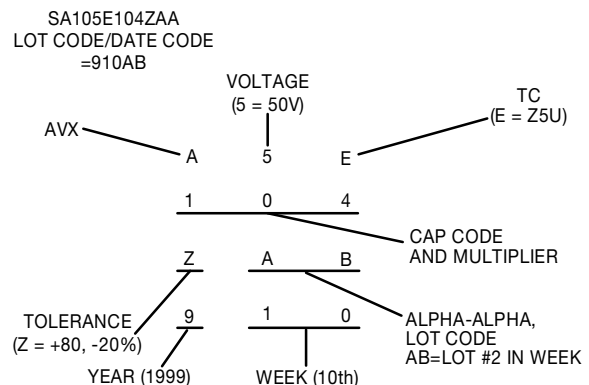 SA105E104ZAA
LOT CODE/DATE CODE
=910AB
VOLTAGE
(5 = 50V)
TC
(E = Z5U)
AVX
A 5 E
1 0 4
CAP CODE
AND MULTIPLIER
Z A B
TOLERANCE
(Z = +80, -20%)
9 1 0
ALPHA-ALPHA,
LOT CODE
AB=LOT #2 IN WEEK
YEAR (1999)
WEEK (10th)